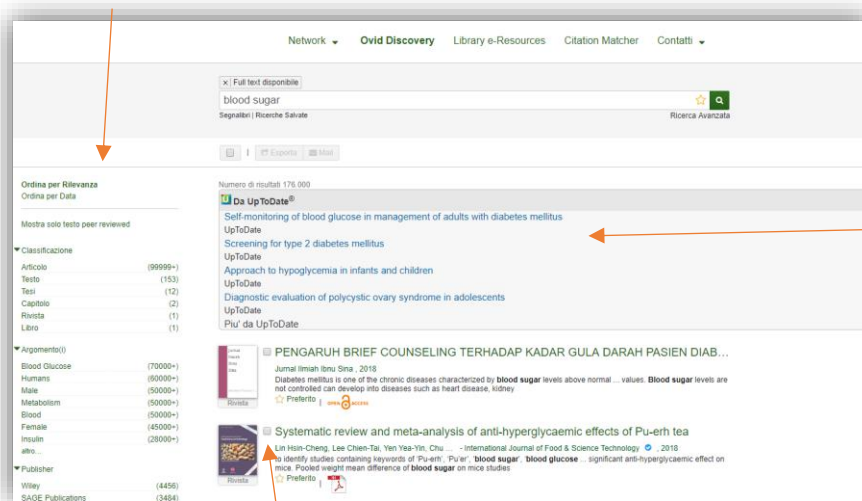 Network Ovid Discovery Library e-Resources Citation Matcher Contatti
x Full text disponibile
blood sugar
Segnalibri | Ricerche Salvate Ricerca Avanzata
Esporta Mail
Ordina per Rilevanza
Ordina per Data
Mostra solo testo peer reviewed
Classificazione
Articolo (99999+)
Testo (153)
Tesi (12)
Capitolo (2)
Rivista (1)
Libro (1)
Argomento(i)
Blood Glucose (70000+)
Humans (60000+)
Male (50000+)
Metabolism (50000+)
Blood (50000+)
Female (45000+)
Insulin (28000+)
altro...
Publisher
Wiley (4456)
SAGE Publications (3484)
Numero di risultati 176.000
Da UpToDate®
Self-monitoring of blood glucose in management of adults with diabetes mellitus
UpToDate
Screening for type 2 diabetes mellitus
UpToDate
Approach to hypoglycemia in infants and children
UpToDate
Diagnostic evaluation of polycystic ovary syndrome in adolescents
UpToDate
Piu' da UpToDate
PENGARUH BRIEF COUNSELING TERHADAP KADAR GULA DARAH PASIEN DIAB...
Jurnal Ilmiah Ibnu Sina , 2018
Diabetes mellitus is one of the chronic diseases characterized by blood sugar levels above normal ... values. Blood sugar levels are
not controlled can develop into diseases such as heart disease, kidney
Rivista
Preferito | OPEN ACCESS
Systematic review and meta-analysis of anti-hyperglycaemic effects of Pu-erh tea
Lin Hsin-Cheng, Lee Chien-Tai, Yen Yea-Yin, Chu ... - International Journal of Food & Science Technology , 2018
To identify studies containing keywords of 'Pu-erh', 'Pu'er', 'blood sugar', 'blood glucose ... significant anti-hyperglycaemic effect on
mice. Pooled weight mean difference of blood sugar on mice studies
Rivista
Preferito |